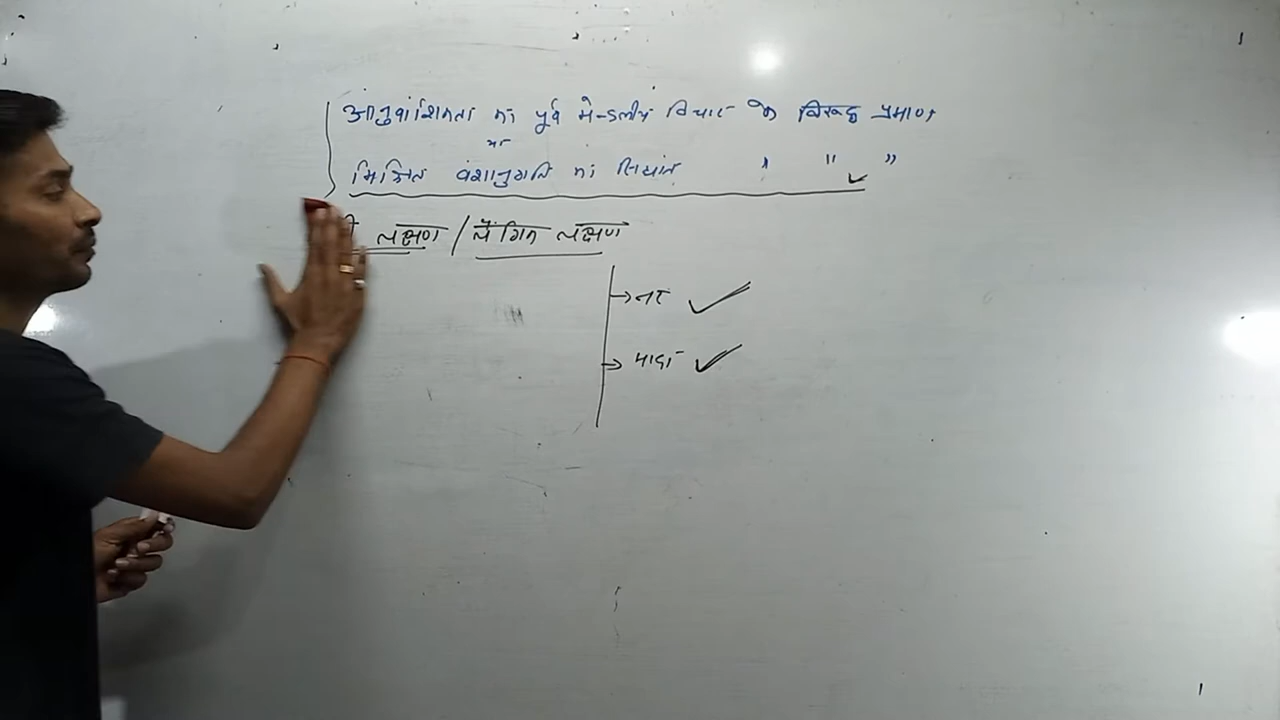 आनुवांशिकता का पूर्व मेन्डलीय विचार के विरूद्ध प्रमाण
या
मिश्रित वंशानुगति का सिद्धांत " " "
लक्षण / लैंगिक लक्षण
→ नर ✓
→ मादा ✓